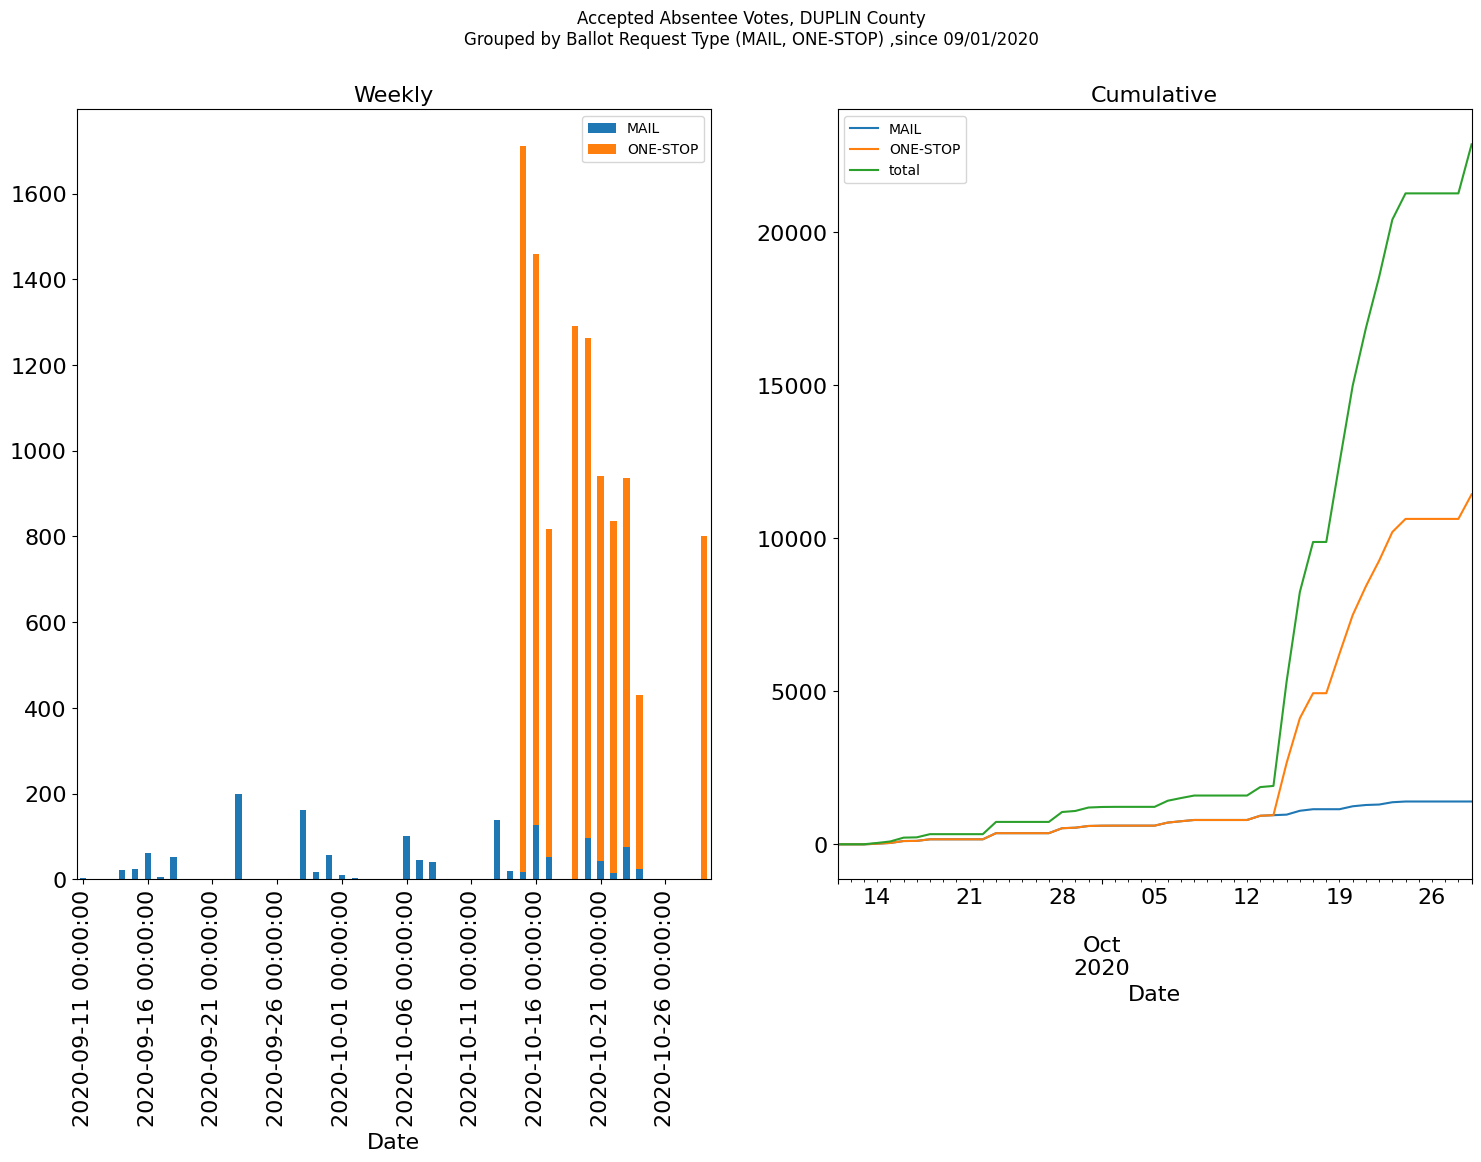 Accepted Absentee Votes, DUPLIN County
Grouped by Ballot Request Type (MAIL, ONE-STOP) ,since 09/01/2020
Weekly
MAIL
ONE-STOP
1600
1400
1200
1000
800
600
400
200
0
2020-09-11 00:00:00
2020-09-16 00:00:00
2020-09-21 00:00:00
2020-09-26 00:00:00
2020-10-01 00:00:00
2020-10-06 00:00:00
2020-10-11 00:00:00
2020-10-16 00:00:00
2020-10-21 00:00:00
2020-10-26 00:00:00
Date
Cumulative
MAIL
ONE-STOP
total
20000
15000
10000
5000
0
14 21 28 05 12 19 26
Oct
2020
Date